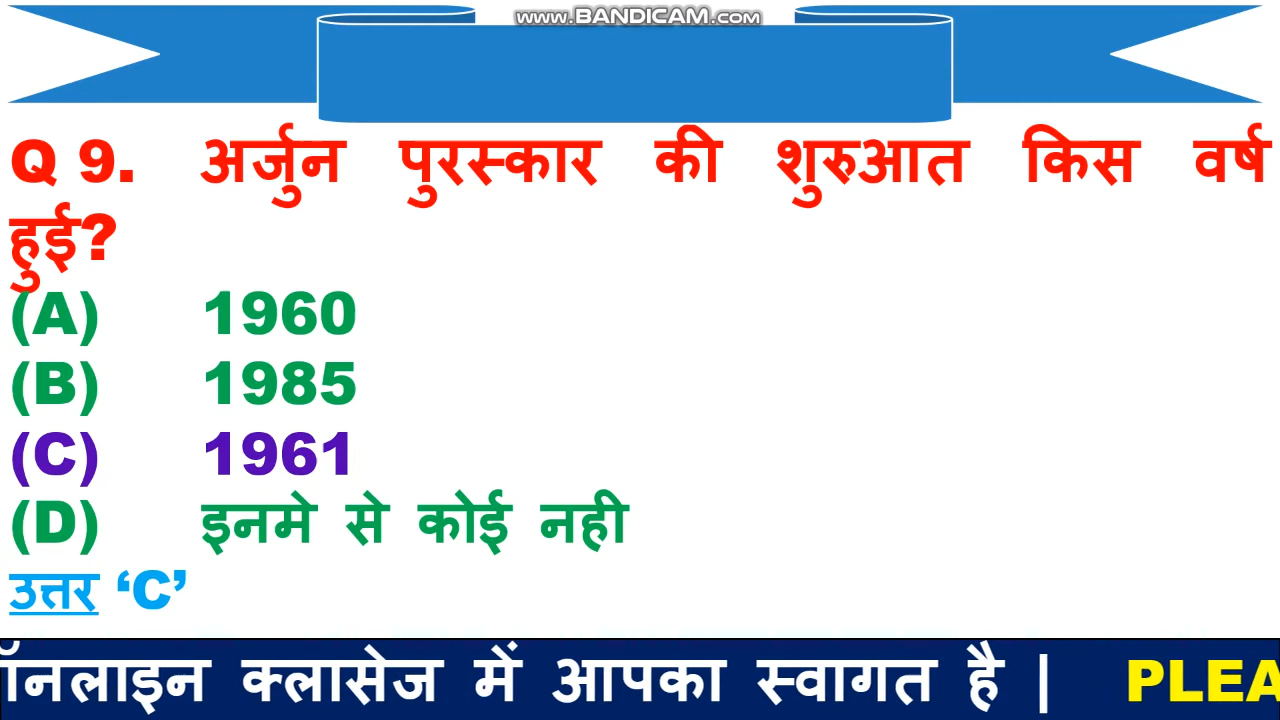 www.BANDICAM.com
Q 9. अर्जुन पुरस्कार की शुरुआत किस वर्ष
हुई?
(A) 1960
(B) 1985
(C) 1961
(D) इनमे से कोई नही
उत्तर ‘C’
ऑनलाइन क्लासेज में आपका स्वागत है | PLEA